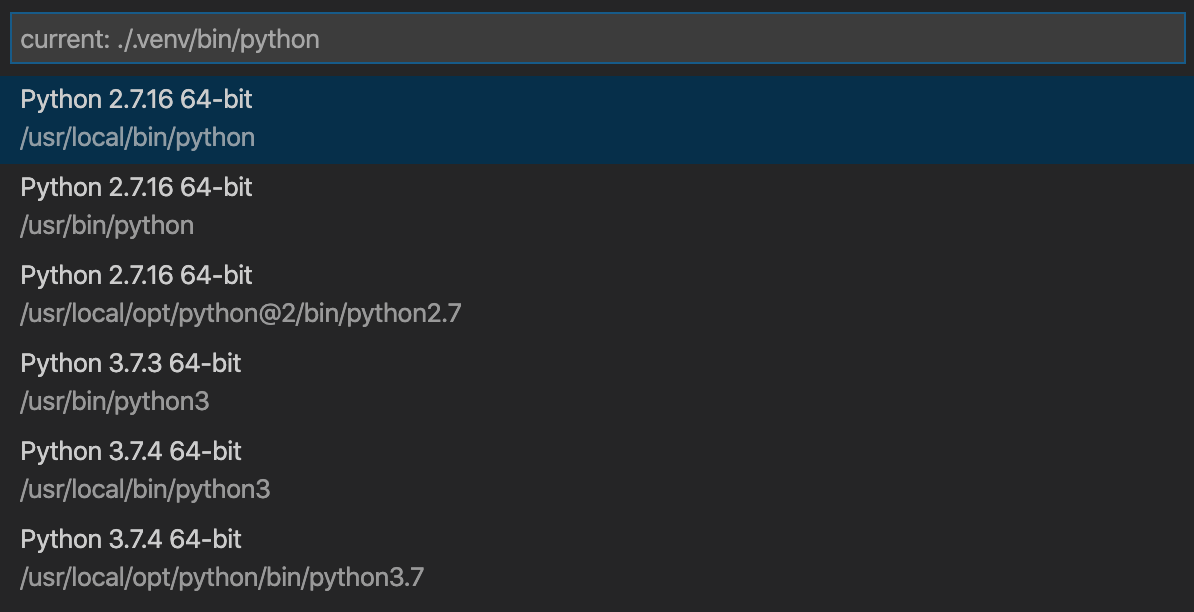 current: ./.venv/bin/python
Python 2.7.16 64-bit
/usr/local/bin/python
Python 2.7.16 64-bit
/usr/bin/python
Python 2.7.16 64-bit
/usr/local/opt/python@2/bin/python2.7
Python 3.7.3 64-bit
/usr/bin/python3
Python 3.7.4 64-bit
/usr/local/bin/python3
Python 3.7.4 64-bit
/usr/local/opt/python/bin/python3.7